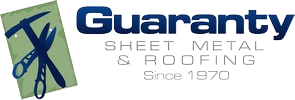 Guaranty
SHEET METAL
& ROOFING
Since 1970